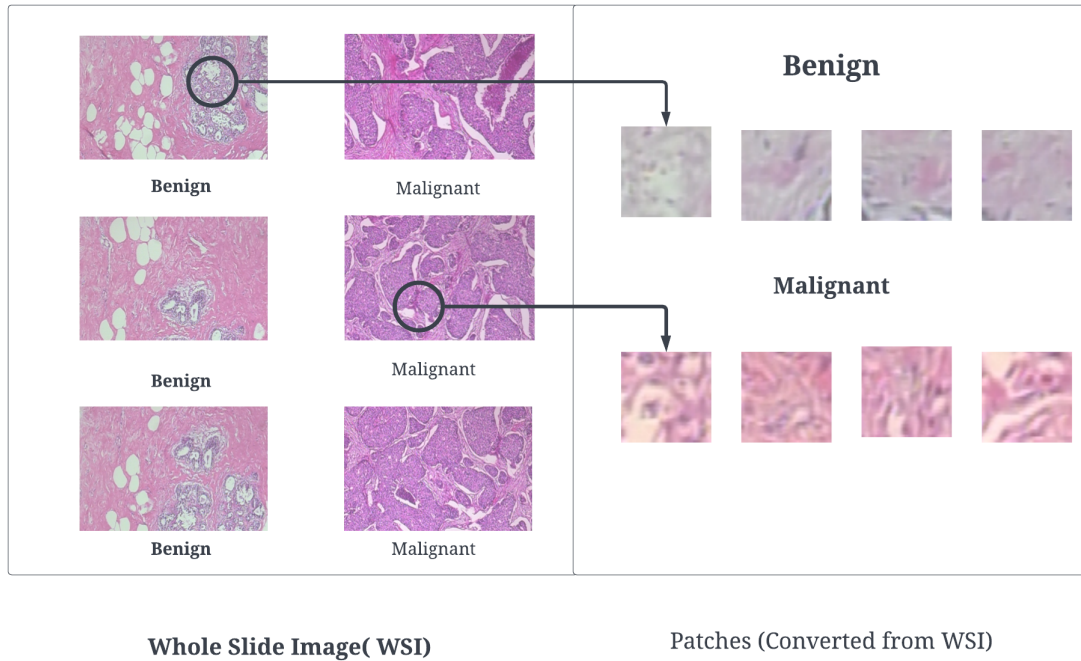 Benign
Malignant
Benign
Malignant
Benign
Malignant
Whole Slide Image( WSI)
Benign
Malignant
Patches (Converted from WSI)